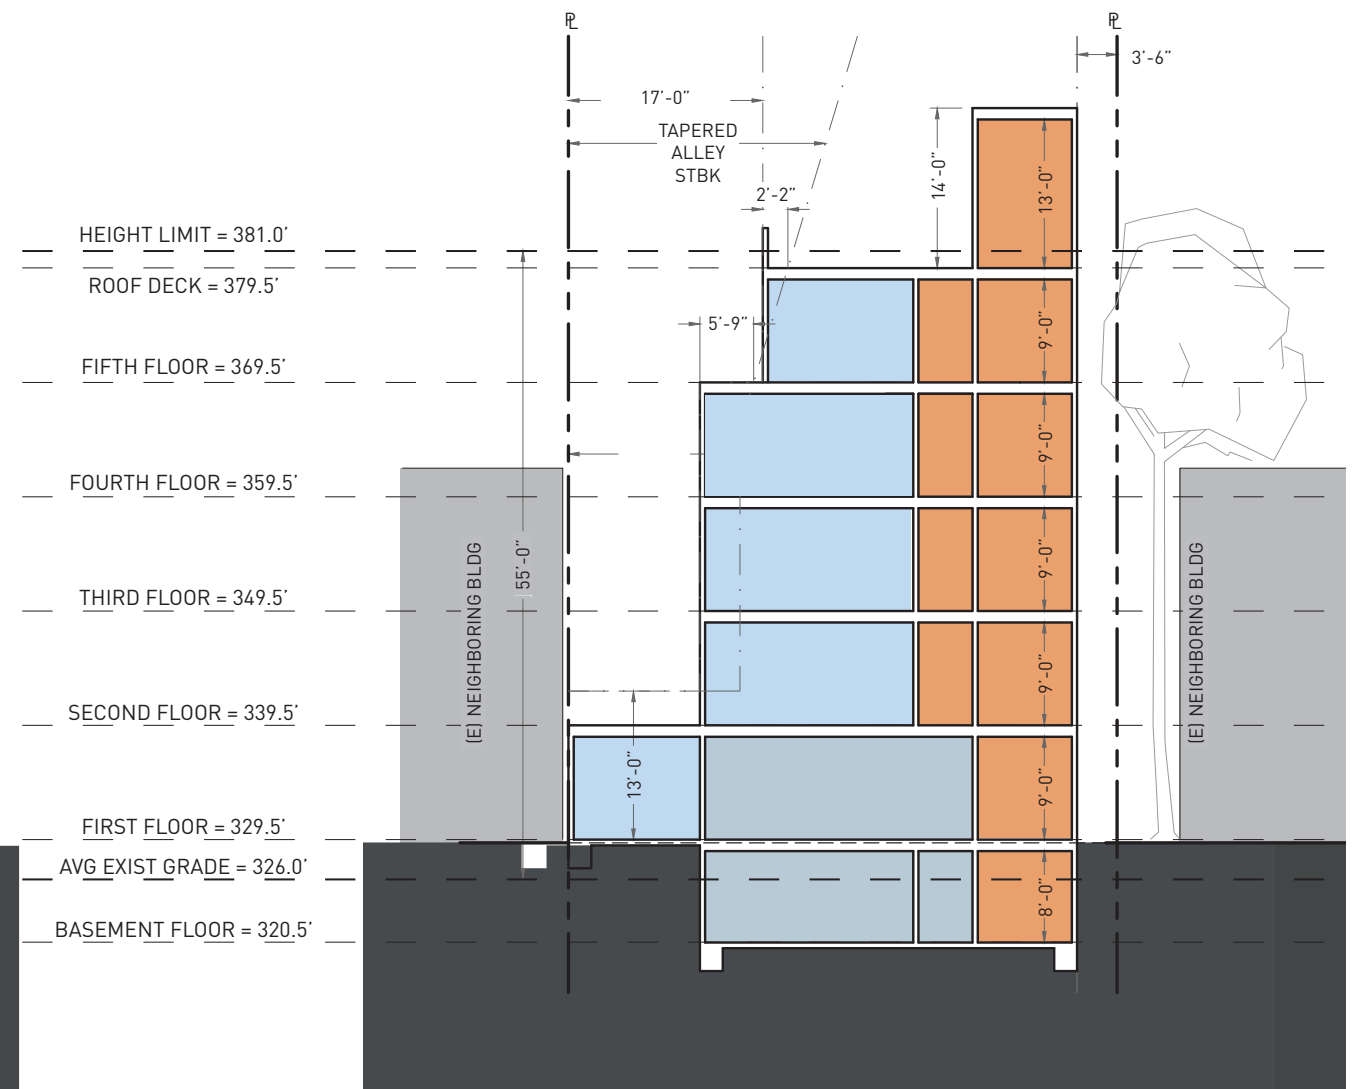 PL
PL
3'-6"
17'-0"
TAPERED
ALLEY
STBK
14'-0"
13'-0"
2'-2"
HEIGHT LIMIT = 381.0'
ROOF DECK = 379.5'
5'-9"
9'-0"
FIFTH FLOOR = 369.5'
9'-0"
FOURTH FLOOR = 359.5'
(E) NEIGHBORING BLDG
55'-0"
9'-0"
(E) NEIGHBORING BLDG
THIRD FLOOR = 349.5'
9'-0"
SECOND FLOOR = 339.5'
13'-0"
9'-0"
FIRST FLOOR = 329.5'
AVG EXIST GRADE = 326.0'
8'-0"
BASEMENT FLOOR = 320.5'